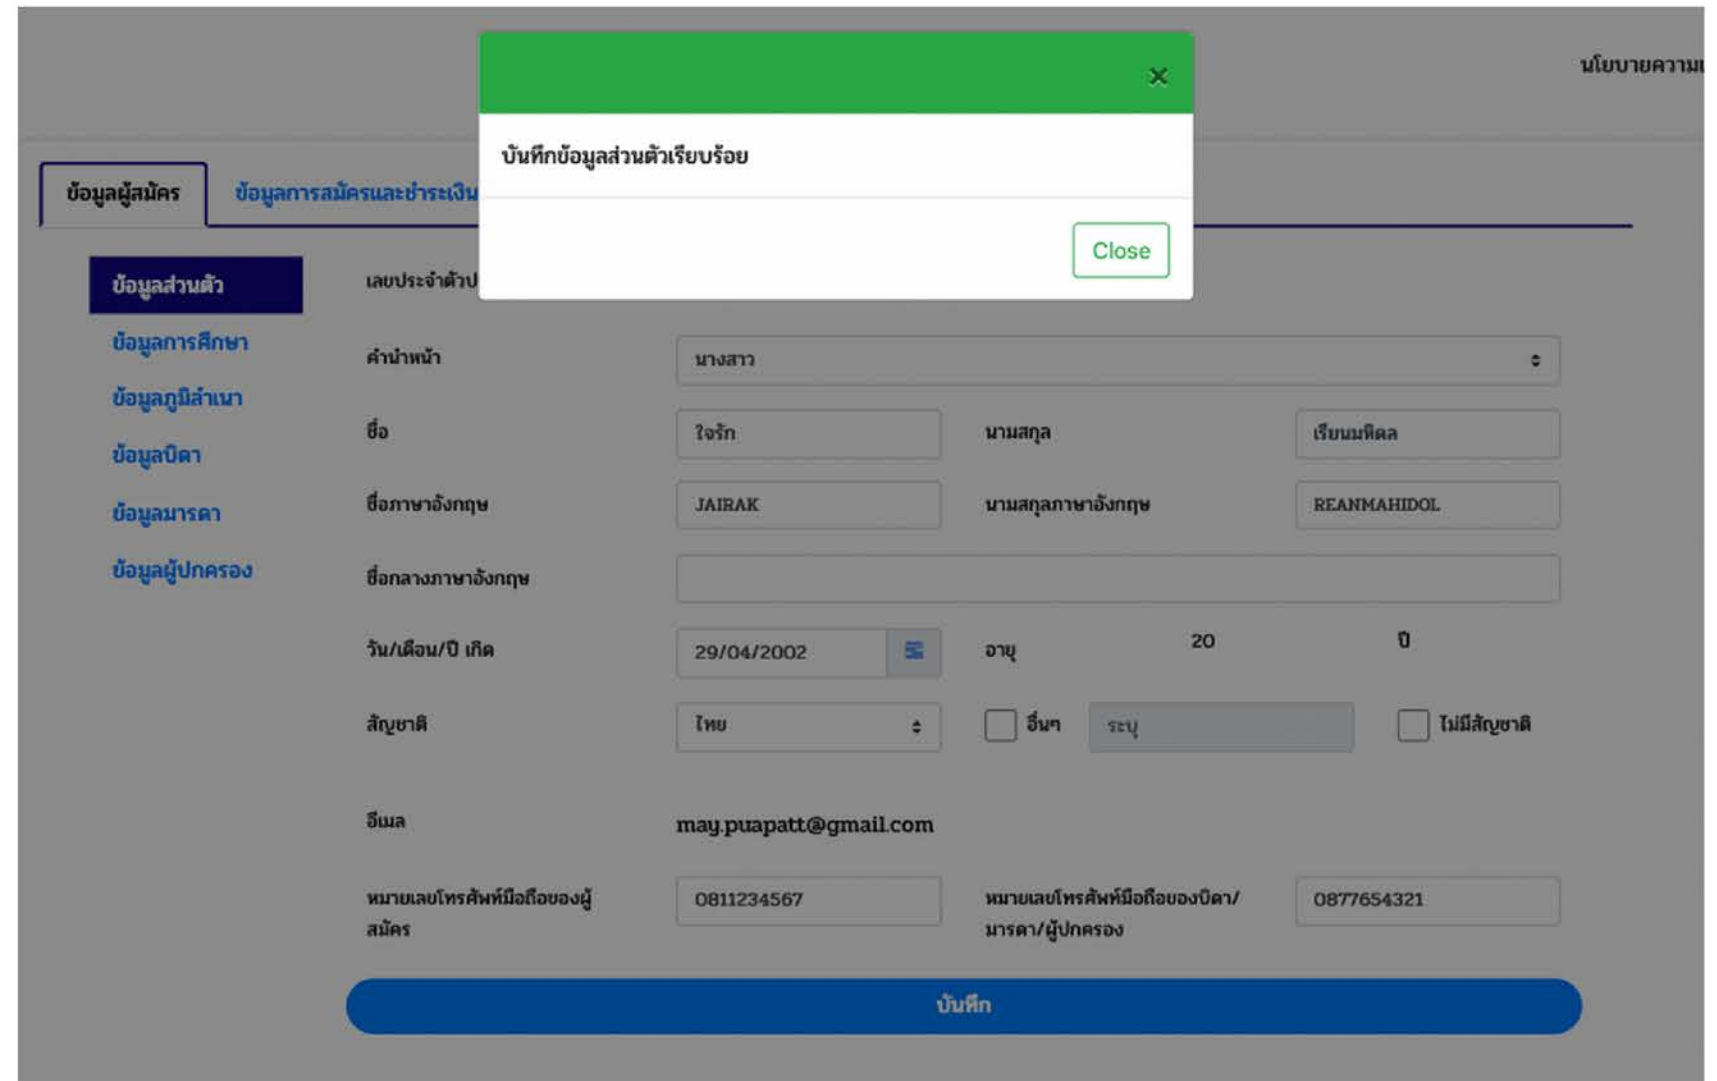 นโยบายความเ
×
บันทึกข้อมูลส่วนตัวเรียบร้อย
Close
ข้อมูลผู้สมัคร ข้อมูลการสมัครและชำระเงิน
ข้อมูลส่วนตัว
ข้อมูลการศึกษา
ข้อมูลภูมิลำเนา
ข้อมูลบิดา
ข้อมูลมารดา
ข้อมูลผู้ปกครอง
เลขประจำตัวป
คำนำหน้า นางสาว
ชื่อ ใจรัก นามสกุล เรียนมหิดล
ชื่อภาษาอังกฤษ JAIRAK นามสกุลภาษาอังกฤษ REANMAHIDOL
ชื่อกลางภาษาอังกฤษ
วัน/เดือน/ปี เกิด 29/04/2002 อายุ 20 ปี
สัญชาติ ไทย อื่นๆ ระบุ ไม่มีสัญชาติ
อีเมล may.puapatt@gmail.com
หมายเลขโทรศัพท์มือถือของผู้
สมัคร
0811234567
หมายเลขโทรศัพท์มือถือของบิดา/
มารดา/ผู้ปกครอง
0877654321
บันทึก